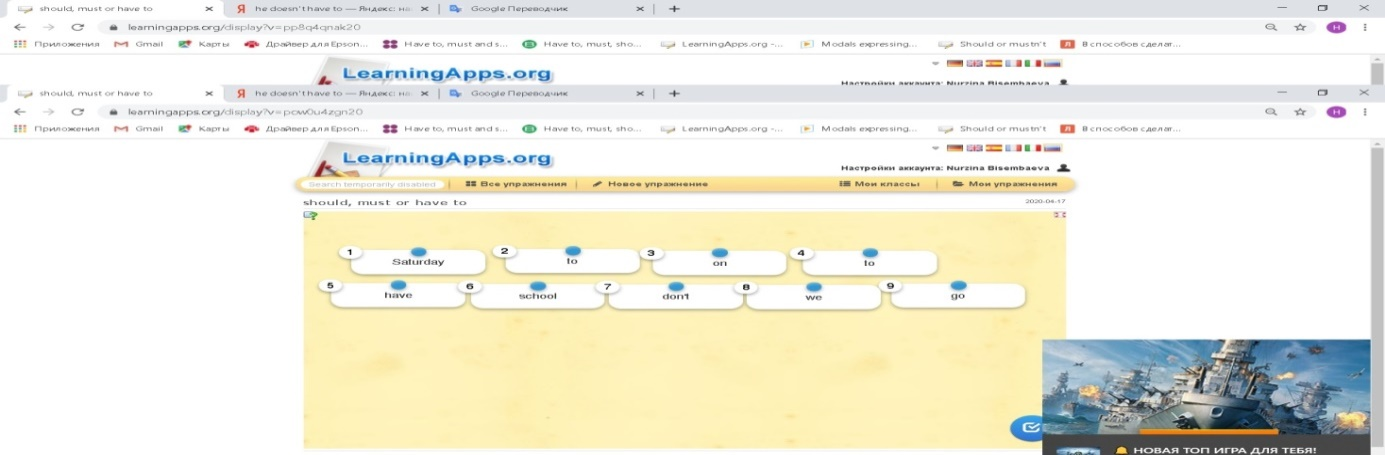 should, must or have to
he doesn't have to — Яндекс: на...
Google Переводчик
learningapps.org/display?v=pp8q4qnak20
Н
Приложения
Gmail
Карты
Драйвер для Epson...
Have to, must and s...
Have to, must, sho...
LearningApps.org -...
Modals expressing...
Should or mustn't
8 способов сделат...
LearningApps.org
Настройки аккаунта: Nurzina Bisembaeva
should, must or have to
he doesn't have to — Яндекс: на...
Google Переводчик
learningapps.org/display?v=pcw0u4zgn20
Н
Приложения
Gmail
Карты
Драйвер для Epson...
Have to, must and s...
Have to, must, sho...
LearningApps.org -...
Modals expressing...
Should or mustn't
8 способов сделат...
LearningApps.org
Настройки аккаунта: Nurzina Bisembaeva
Search temporarily disabled
Все упражнения
Новое упражнение
Мои классы
Мои упражнения
should, must or have to
2020-04-17
1 Saturday
2 to
3 on
4 to
5 have
6 school
7 don't
8 we
9 go
НОВАЯ ТОП ИГРА ДЛЯ ТЕБЯ!